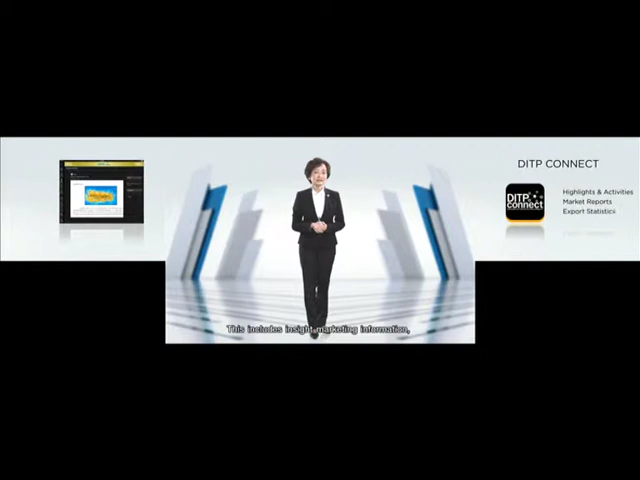 DITP CONNECT
DITP
connect
Highlights & Activities
Market Reports
Export Statistics
This includes insight marketing information,